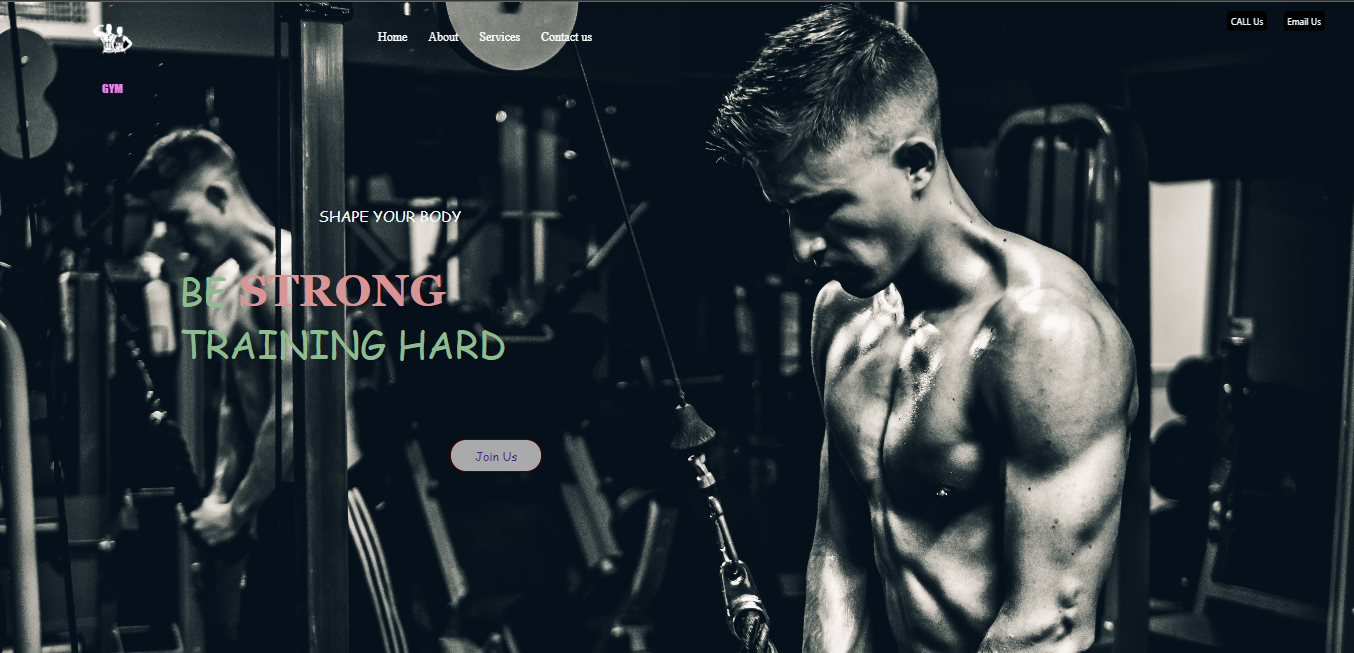 Home About Services Contact us
CALL Us Email Us
GYM
SHAPE YOUR BODY
BE STRONG
TRAINING HARD
Join Us